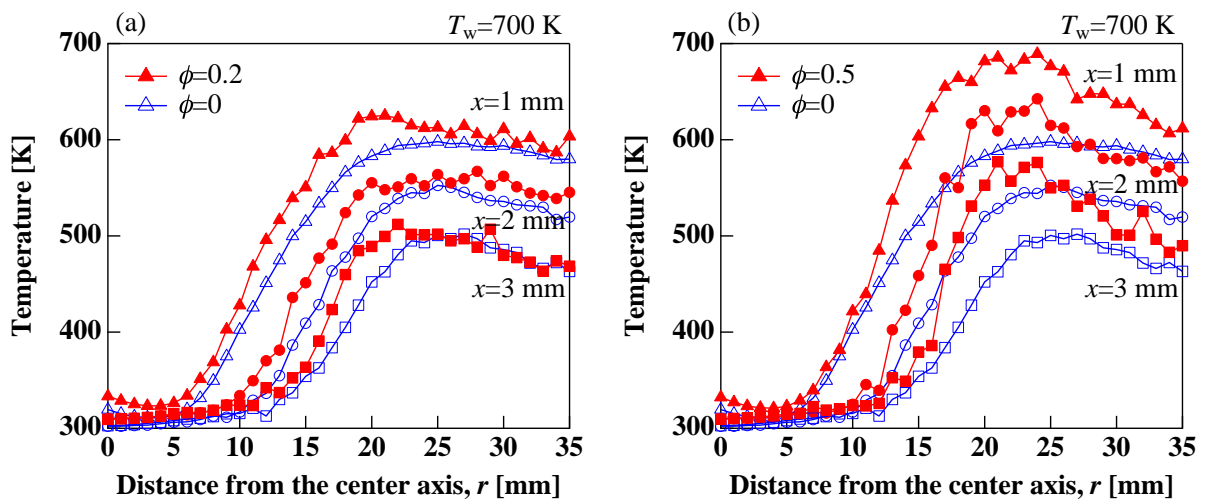 (a)
T_w=700 K
700
600
500
400
300
Temperature [K]
ϕ=0.2
ϕ=0
x=1 mm
x=2 mm
x=3 mm
0 5 10 15 20 25 30 35
Distance from the center axis, r [mm]
(b)
T_w=700 K
700
600
500
400
300
Temperature [K]
ϕ=0.5
ϕ=0
x=1 mm
x=2 mm
x=3 mm
0 5 10 15 20 25 30 35
Distance from the center axis, r [mm]